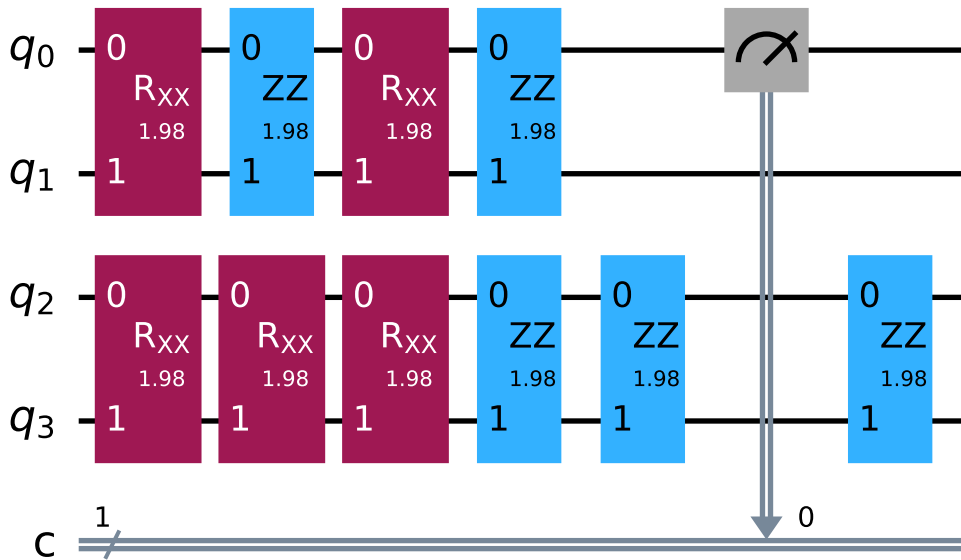 q0 0 0 0 0
RXX ZZ RXX ZZ
1.98 1.98 1.98 1.98
q1 1 1 1 1
q2 0 0 0 0 0 0
RXX RXX RXX ZZ ZZ ZZ
1.98 1.98 1.98 1.98 1.98 1.98
q3 1 1 1 1 1 1
1 0
c